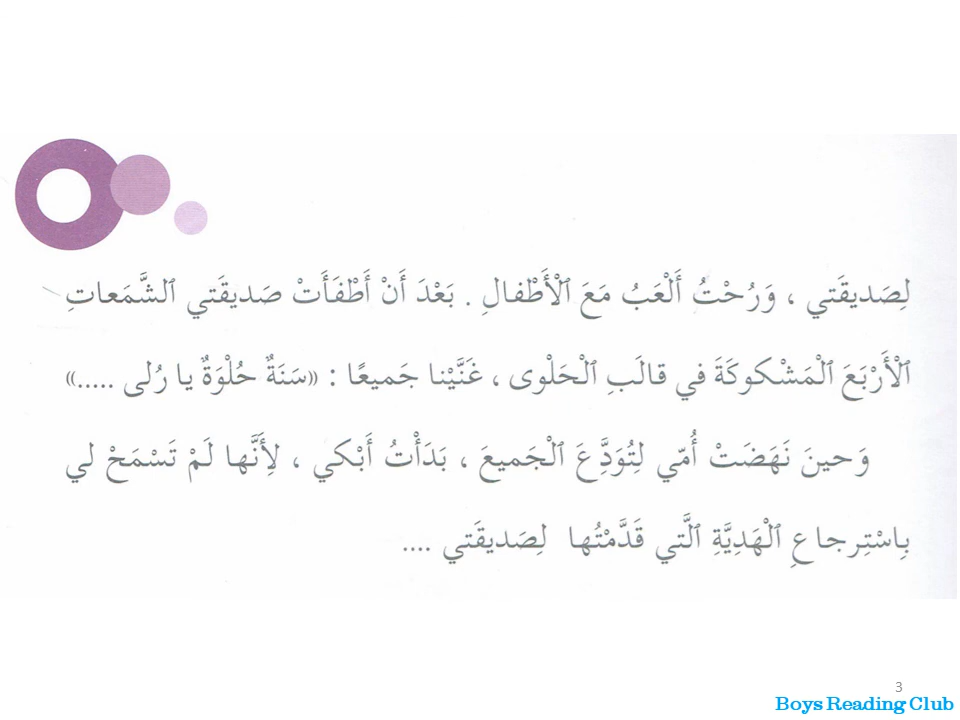 لِصَديقَتي ، وَرُحْتُ أَلْعَبُ مَعَ ٱلْأَطْفالِ . بَعْدَ أَنْ أَطْفَأَتْ صَديقَتي ٱلشَّمَعاتِ
ٱلْأَرْبَعَ ٱلْمَشْكوكَةَ في قالَبِ ٱلْحَلْوى ، غَنَّيْنا جَميعًا : «سَنَةٌ حُلْوَةٌ يا رُلى .....»
وَحينَ نَهَضَتْ أُمّي لِتُوَدِّعَ ٱلْجَميعَ ، بَدَأْتُ أَبْكي ، لِأَنَّها لَمْ تَسْمَحْ لي
بِاسْتِرجاعِ ٱلْهَدِيَّةِ ٱلَّتي قَدَّمْتُها لِصَديقَتي ....
3
Boys Reading Club